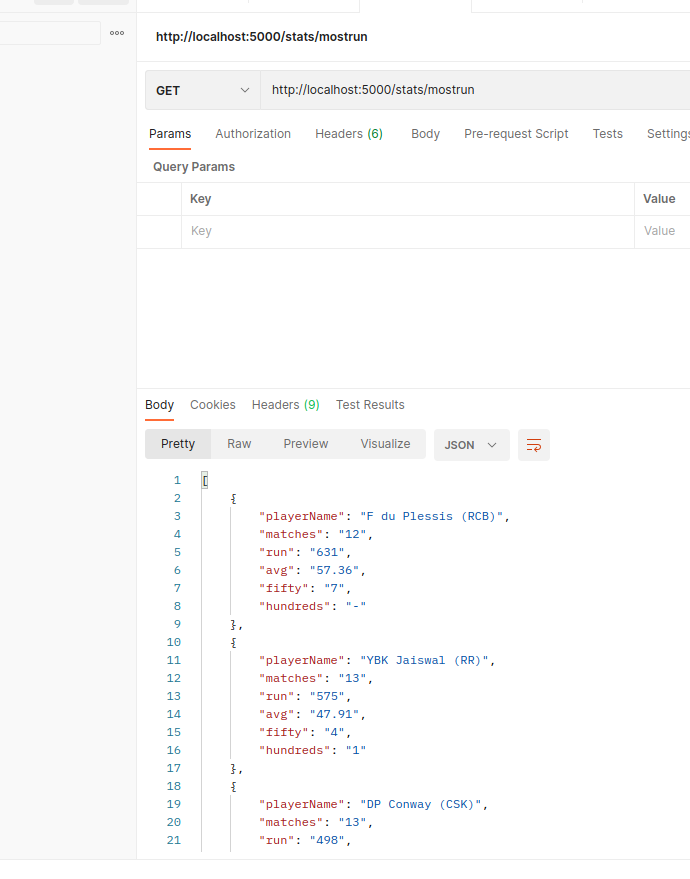 http://localhost:5000/stats/mostrun
GET http://localhost:5000/stats/mostrun
Params Authorization Headers (6) Body Pre-request Script Tests Settings
Query Params
Key Value
Key Value
Body Cookies Headers (9) Test Results
Pretty Raw Preview Visualize JSON
1 [
2 {
3 "playerName": "F du Plessis (RCB)",
4 "matches": "12",
5 "run": "631",
6 "avg": "57.36",
7 "fifty": "7",
8 "hundreds": "-"
9 },
10 {
11 "playerName": "YBK Jaiswal (RR)",
12 "matches": "13",
13 "run": "575",
14 "avg": "47.91",
15 "fifty": "4",
16 "hundreds": "1"
17 },
18 {
19 "playerName": "DP Conway (CSK)",
20 "matches": "13",
21 "run": "498",